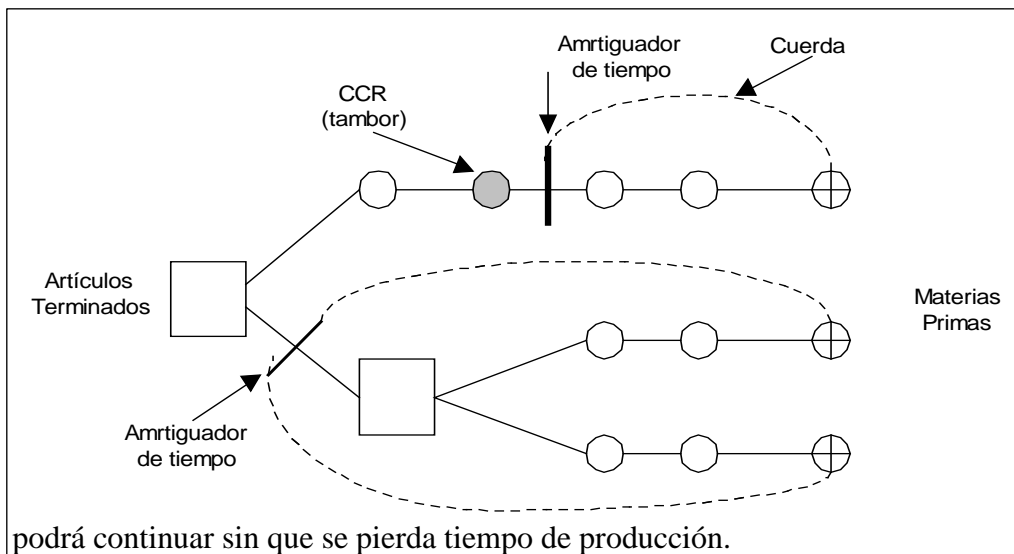 Amrtiguador
de tiempo
Cuerda
CCR
(tambor)
Artículos
Terminados
Materias
Primas
Amrtiguador
de tiempo
podrá continuar sin que se pierda tiempo de producción.